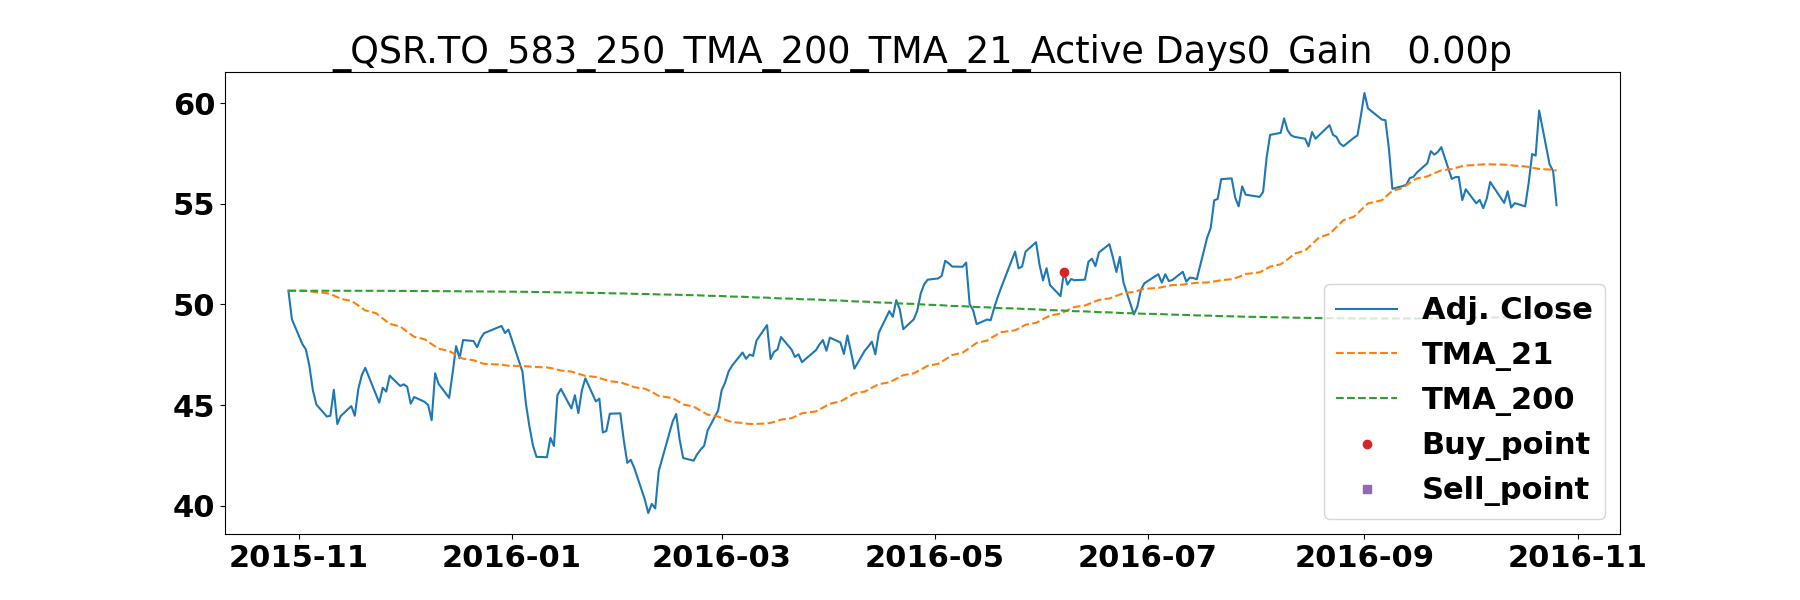 _QSR.TO_583_250_TMA_200_TMA_21_Active Days0_Gain   0.00p
60
55
50
45
40
2015-11 2016-01 2016-03 2016-05 2016-07 2016-09 2016-11
Adj. Close
TMA_21
TMA_200
Buy_point
Sell_point